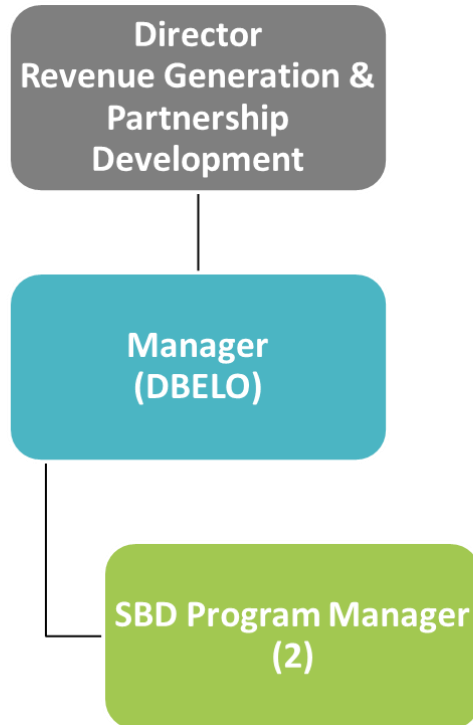 Director
Revenue Generation &
Partnership
Development
Manager
(DBELO)
SBD Program Manager
(2)